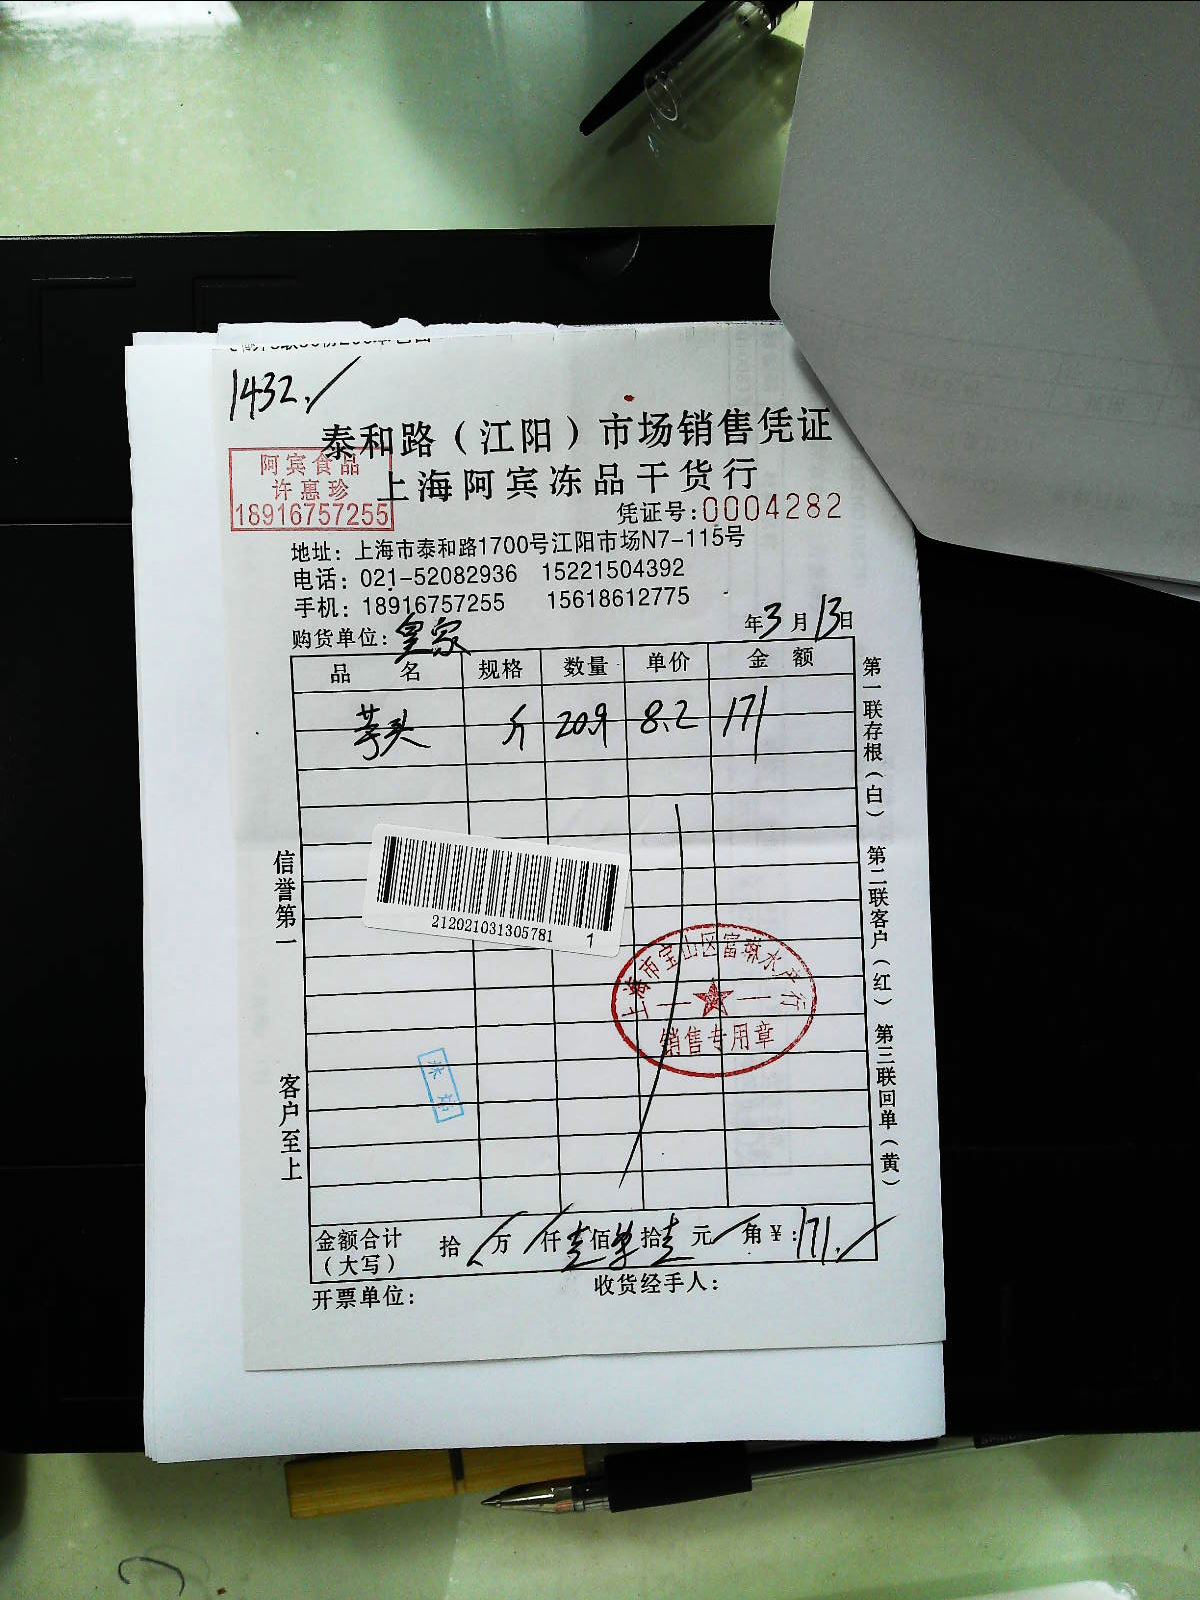 1432.
泰和路（江阳）市场销售凭证
阿宾食品
许惠珍
18916757255
上海阿宾冻品干货行
凭证号:0004282
地址：上海市泰和路1700号江阳市场N7-115号
电话：021-52082936 15221504392
手机：18916757255 15618612775
购货单位：皇家 年3月13日
品名 规格 数量 单价 金额
芋头 斤 20.9 8.2 171
212021031305781 1
上海市宝山区富琳水产行
销售专用章
信誉第一 客户至上
第一联存根（白） 第二联客户（红） 第三联回单（黄）
金额合计（大写） 拾 万 仟壹佰柒拾壹元 角￥:171.
开票单位： 收货经手人：